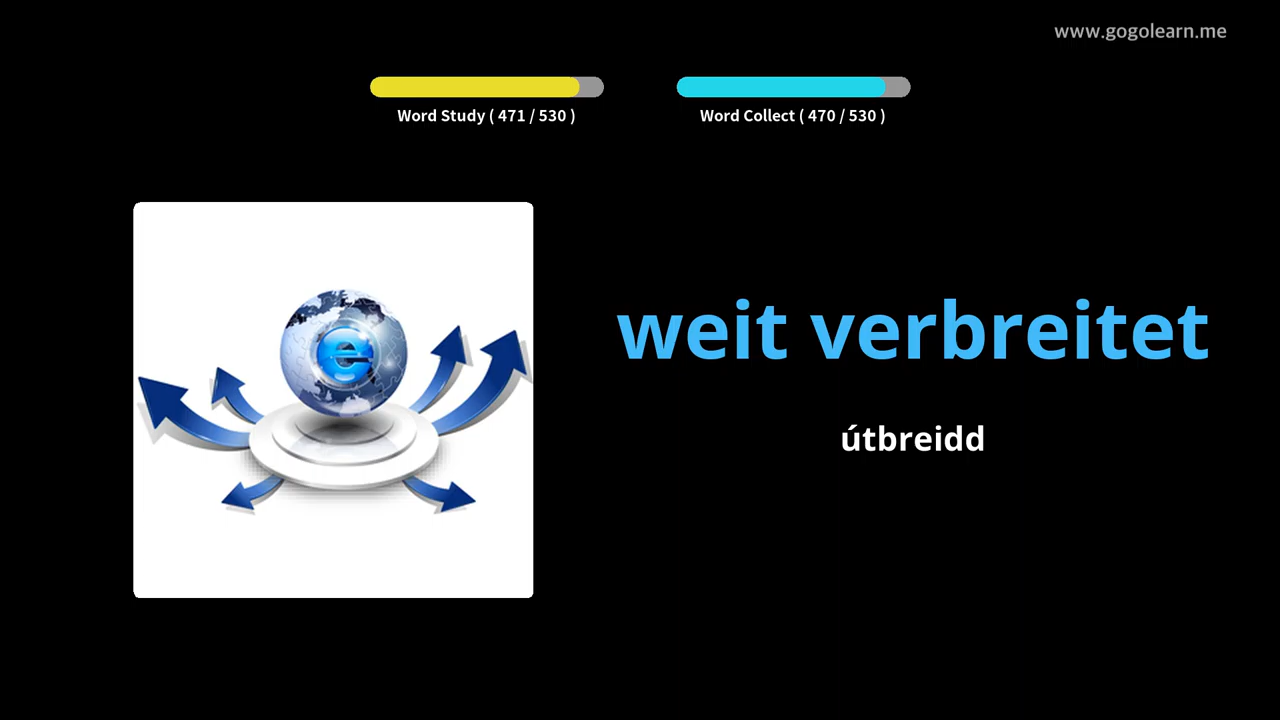 www.gogolearn.me
Word Study ( 471 / 530 )
Word Collect ( 470 / 530 )
e
weit verbreitet
útbreidd